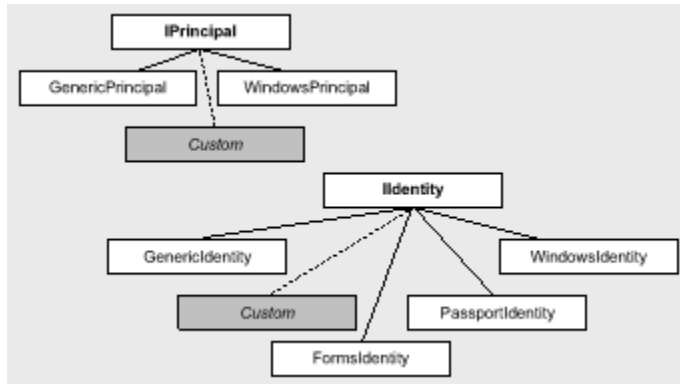 IPrincipal
GenericPrincipal
WindowsPrincipal
Custom
IIdentity
GenericIdentity
WindowsIdentity
Custom
PassportIdentity
FormsIdentity